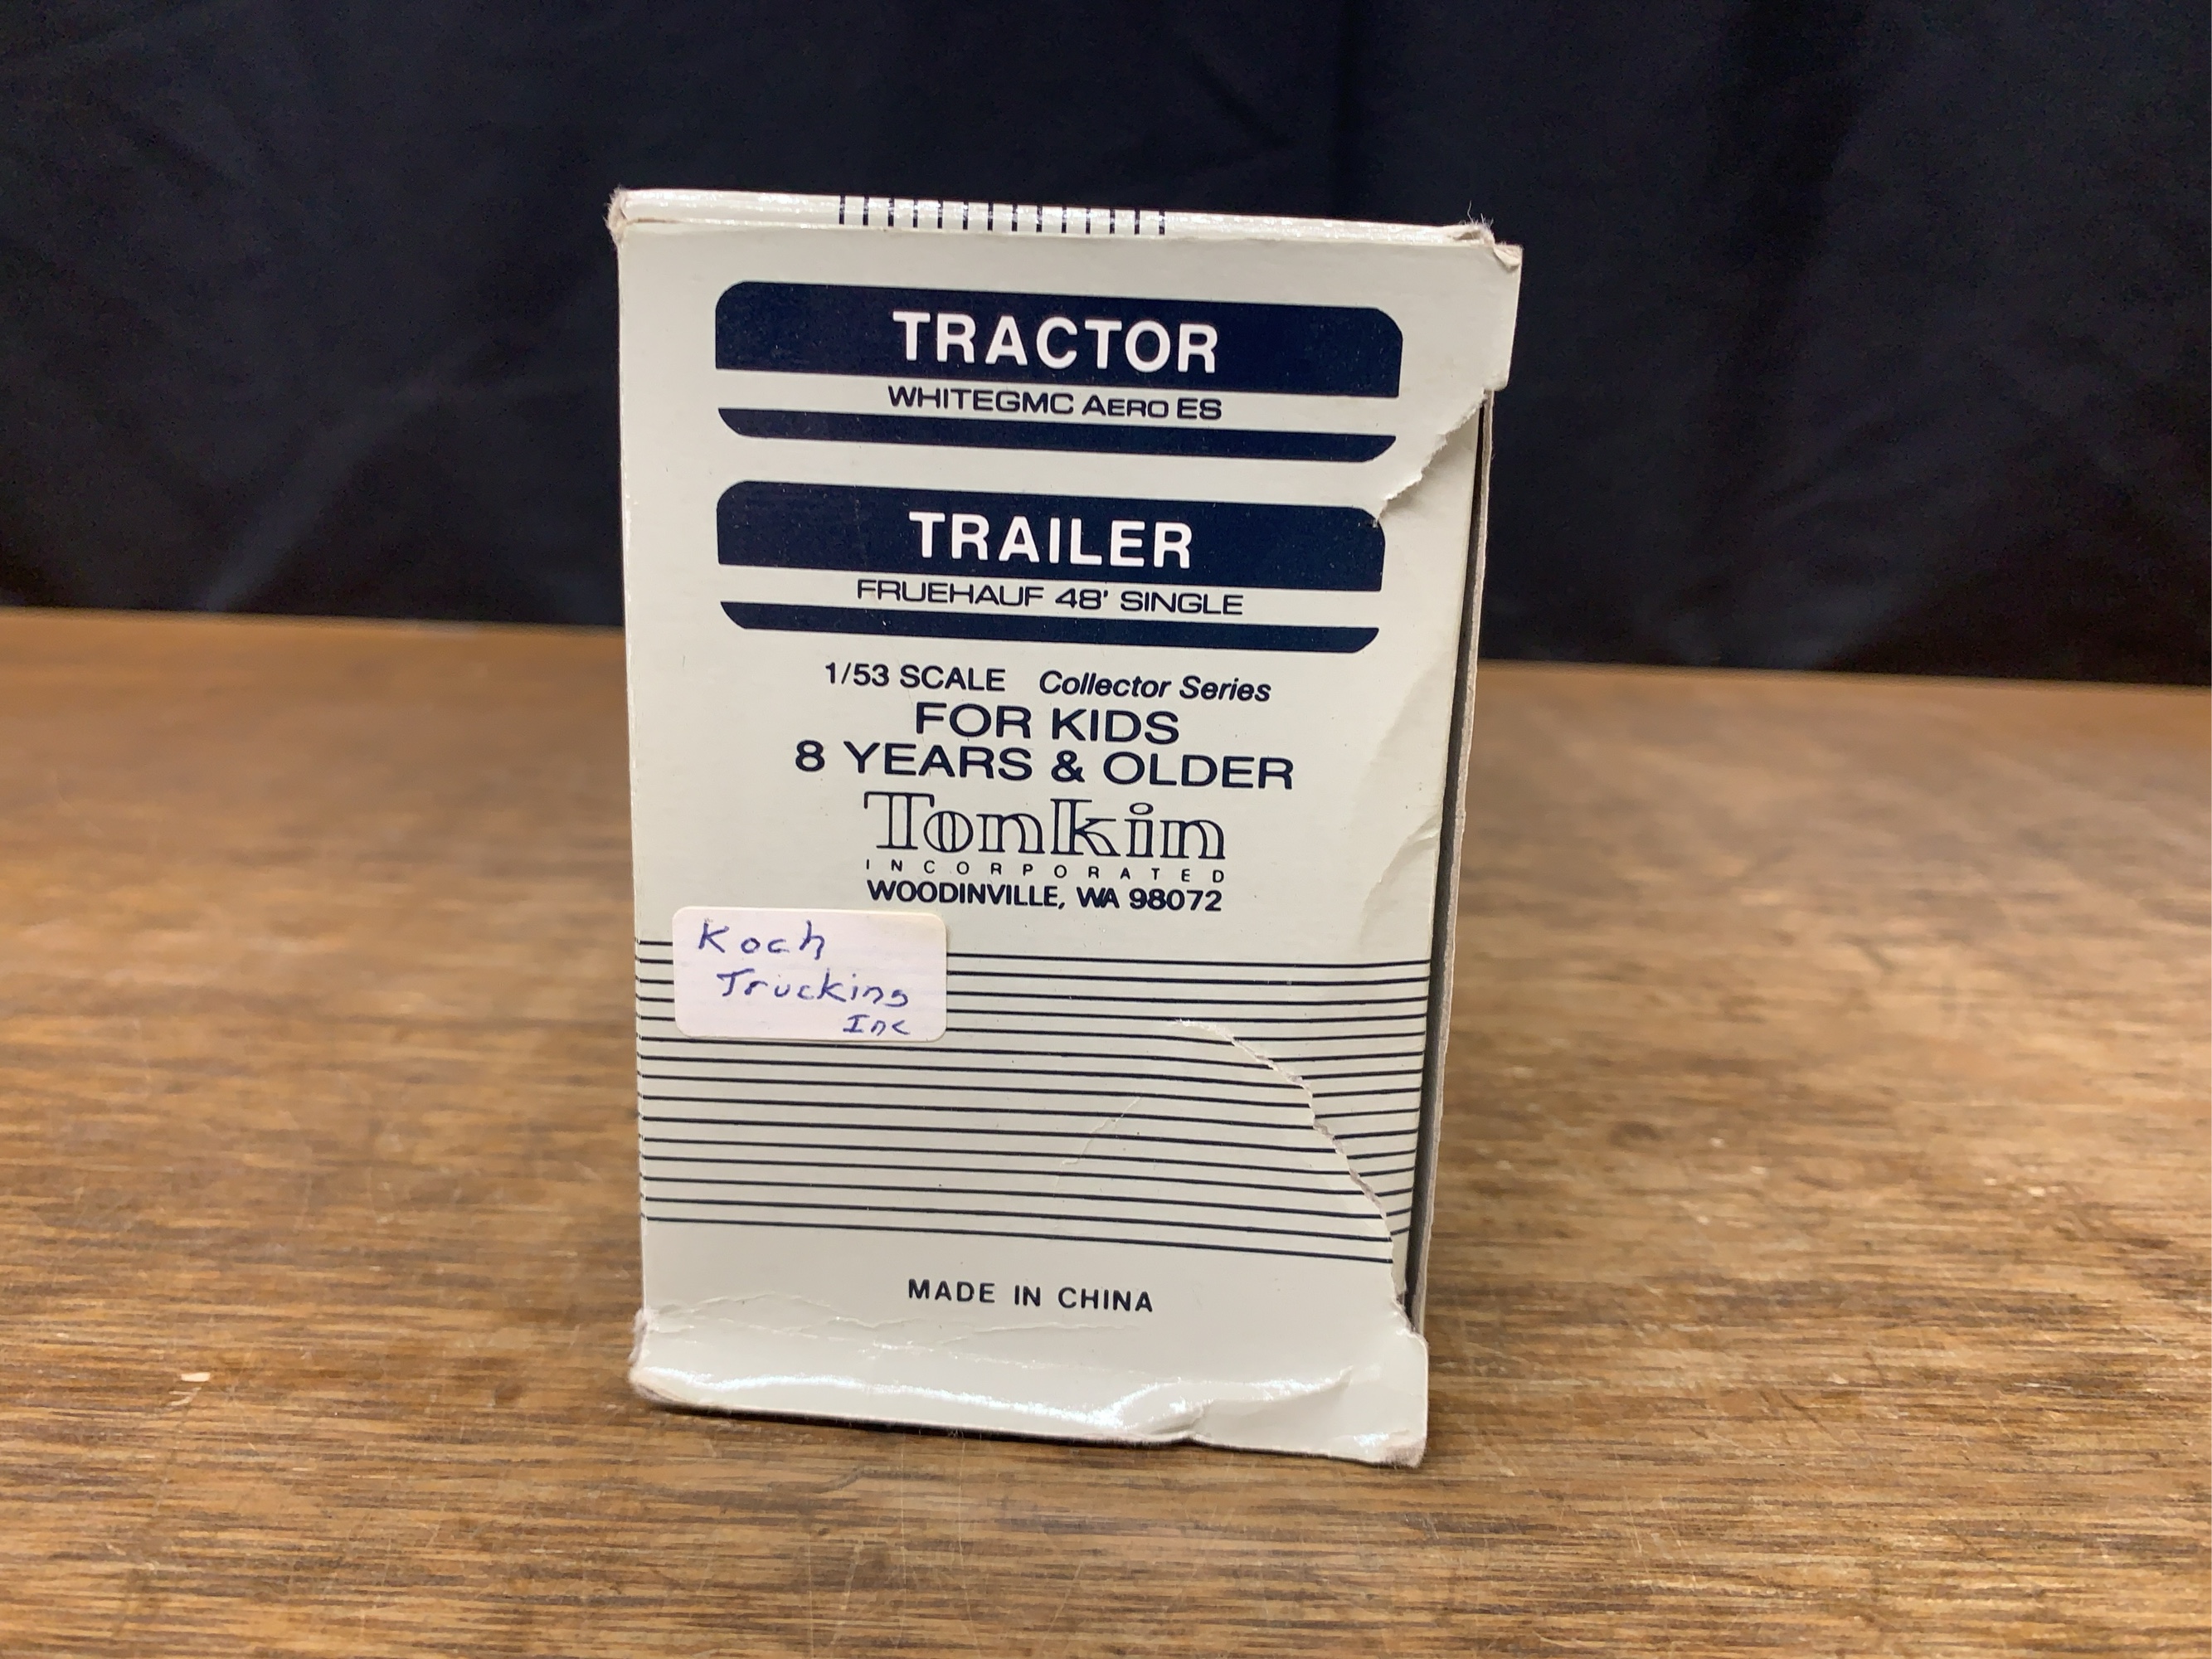 TRACTOR
WHITEGMC AERO ES
TRAILER
FRUEHAUF 48' SINGLE
1/53 SCALE Collector Series
FOR KIDS
8 YEARS & OLDER
Tonkin
INCORPORATED
WOODINVILLE, WA 98072
Koch
Trucking
Inc
MADE IN CHINA